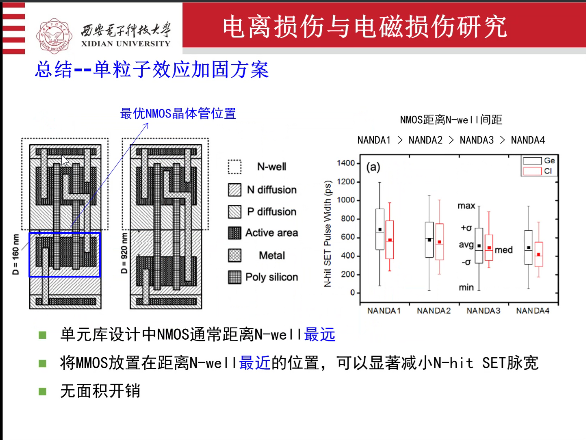 西安电子科技大学
XIDIAN UNIVERSITY
电离损伤与电磁损伤研究
总结--单粒子效应加固方案
最优NMOS晶体管位置
D = 160 nm
D = 920 nm
N-well
N diffusion
P diffusion
Active area
Metal
Poly silicon
NMOS距离N-well间距
NANDA1 > NANDA2 > NANDA3 > NANDA4
N-hit SET Pulse Width (ps)
1400
1200
1000
800
600
400
200
0
(a)
Ge
Cl
max
+σ
avg
med
-σ
min
NANDA1 NANDA2 NANDA3 NANDA4
单元库设计中NMOS通常距离N-well最远
将MMOS放置在距离N-well最近的位置，可以显著减小N-hit SET脉宽
无面积开销